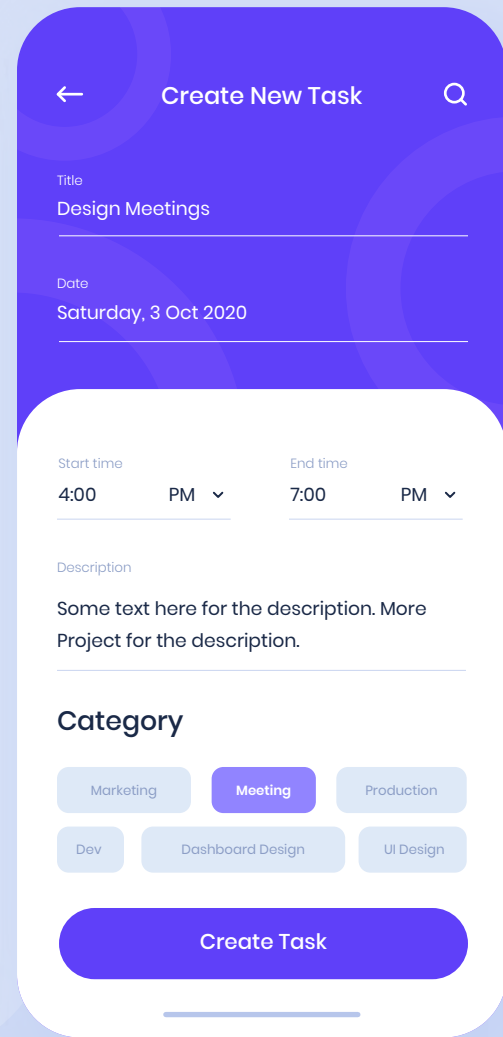 Create New Task
Title
Design Meetings
Date
Saturday, 3 Oct 2020
Start time End time
4:00 PM 7:00 PM
Description
Some text here for the description. More
Project for the description.
Category
Marketing Meeting Production
Dev Dashboard Design UI Design
Create Task